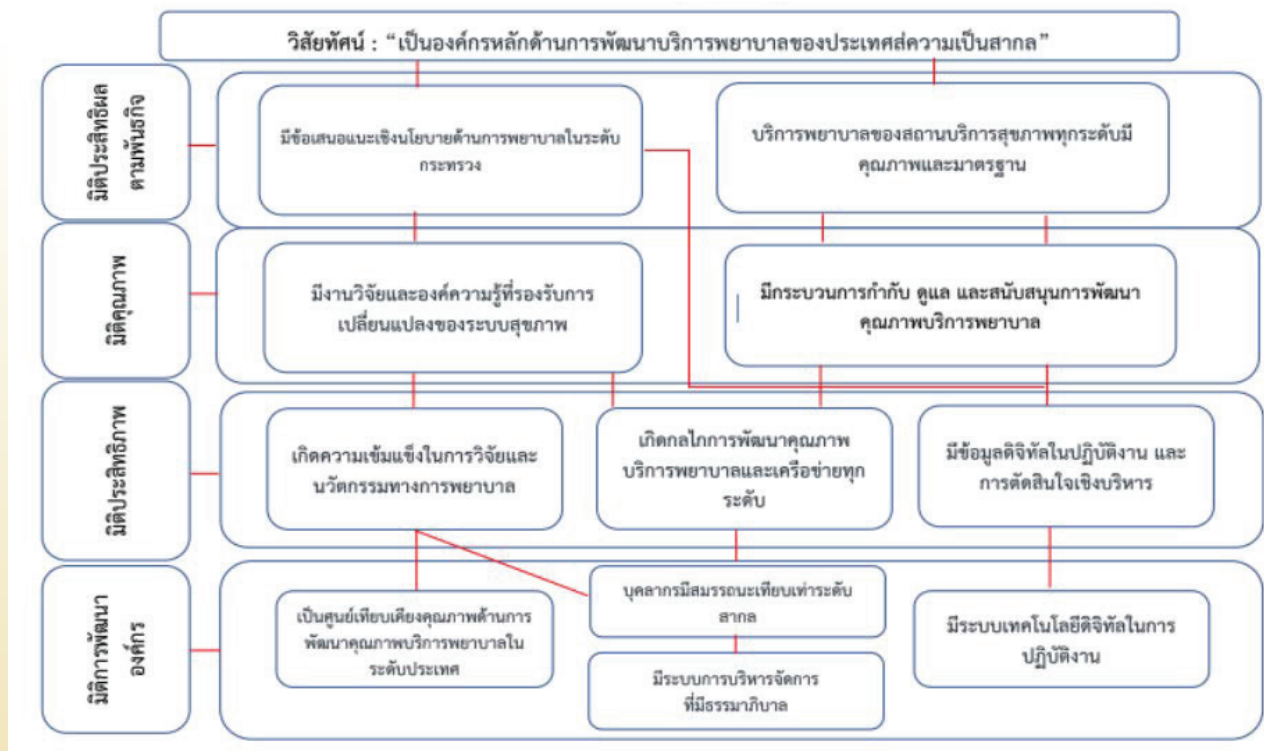 วิสัยทัศน์ : “เป็นองค์กรหลักด้านการพัฒนาบริการพยาบาลของประเทศสู่ความเป็นสากล”
มิติประสิทธิผล
ตามพันธกิจ
มีข้อเสนอแนะเชิงนโยบายด้านการพยาบาลในระดับ
กระทรวง
บริการพยาบาลของสถานบริการสุขภาพทุกระดับมี
คุณภาพและมาตรฐาน
มิติคุณภาพ
มีงานวิจัยและองค์ความรู้ที่รองรับการ
เปลี่ยนแปลงของระบบสุขภาพ
มีกระบวนการกำกับ ดูแล และสนับสนุนการพัฒนา
คุณภาพบริการพยาบาล
มิติประสิทธิภาพ
เกิดความเข้มแข็งในการวิจัยและ
นวัตกรรมทางการพยาบาล
เกิดกลไกการพัฒนาคุณภาพ
บริการพยาบาลและเครือข่ายทุก
ระดับ
มีข้อมูลดิจิทัลในปฏิบัติงาน และ
การตัดสินใจเชิงบริหาร
มิติการพัฒนา
องค์กร
เป็นศูนย์เทียบเคียงคุณภาพด้านการ
พัฒนาคุณภาพบริการพยาบาลใน
ระดับประเทศ
บุคลากรมีสมรรถนะเทียบเท่าระดับ
สากล
มีระบบการบริหารจัดการ
ที่มีธรรมาภิบาล
มีระบบเทคโนโลยีดิจิทัลในการ
ปฏิบัติงาน